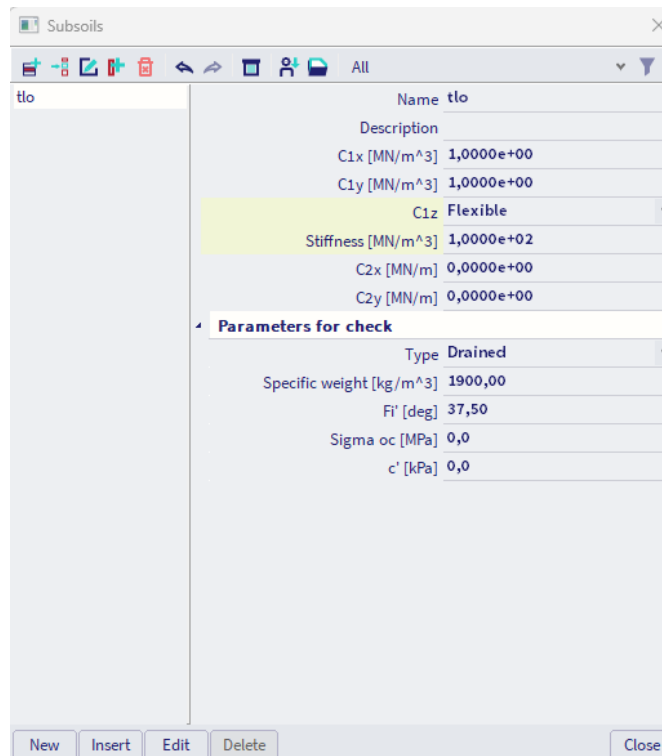 Subsoils
All
tlo
Name tlo
Description
C1x [MN/m^3] 1,0000e+00
C1y [MN/m^3] 1,0000e+00
C1z Flexible
Stiffness [MN/m^3] 1,0000e+02
C2x [MN/m] 0,0000e+00
C2y [MN/m] 0,0000e+00
Parameters for check
Type Drained
Specific weight [kg/m^3] 1900,00
Fi' [deg] 37,50
Sigma oc [MPa] 0,0
c' [kPa] 0,0
New Insert Edit Delete Close